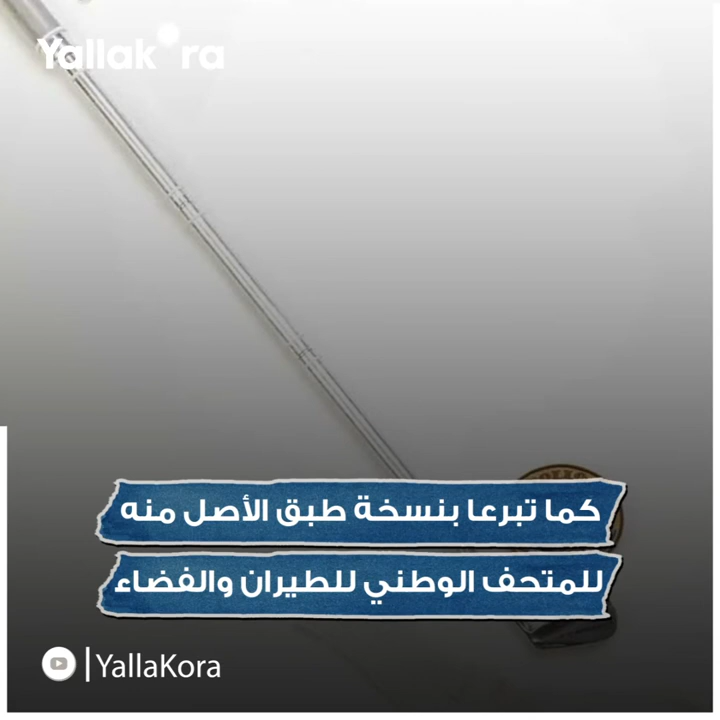 Yallakora
كما تبرعا بنسخة طبق الأصل منه
للمتحف الوطني للطيران والفضاء
YallaKora